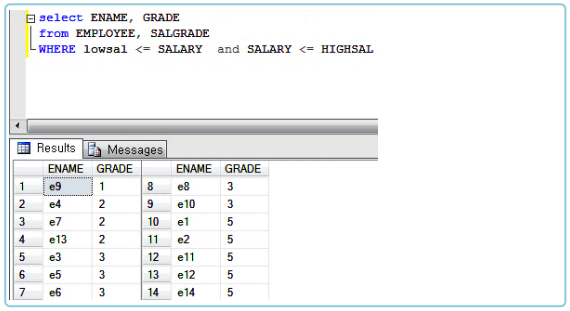 select ENAME, GRADE
from EMPLOYEE, SALGRADE
WHERE lowsal <= SALARY  and SALARY <= HIGHSAL
Results Messages
ENAME GRADE ENAME GRADE
1 e9 1 8 e8 3
2 e4 2 9 e10 3
3 e7 2 10 e1 5
4 e13 2 11 e2 5
5 e3 3 12 e11 5
6 e5 3 13 e12 5
7 e6 3 14 e14 5